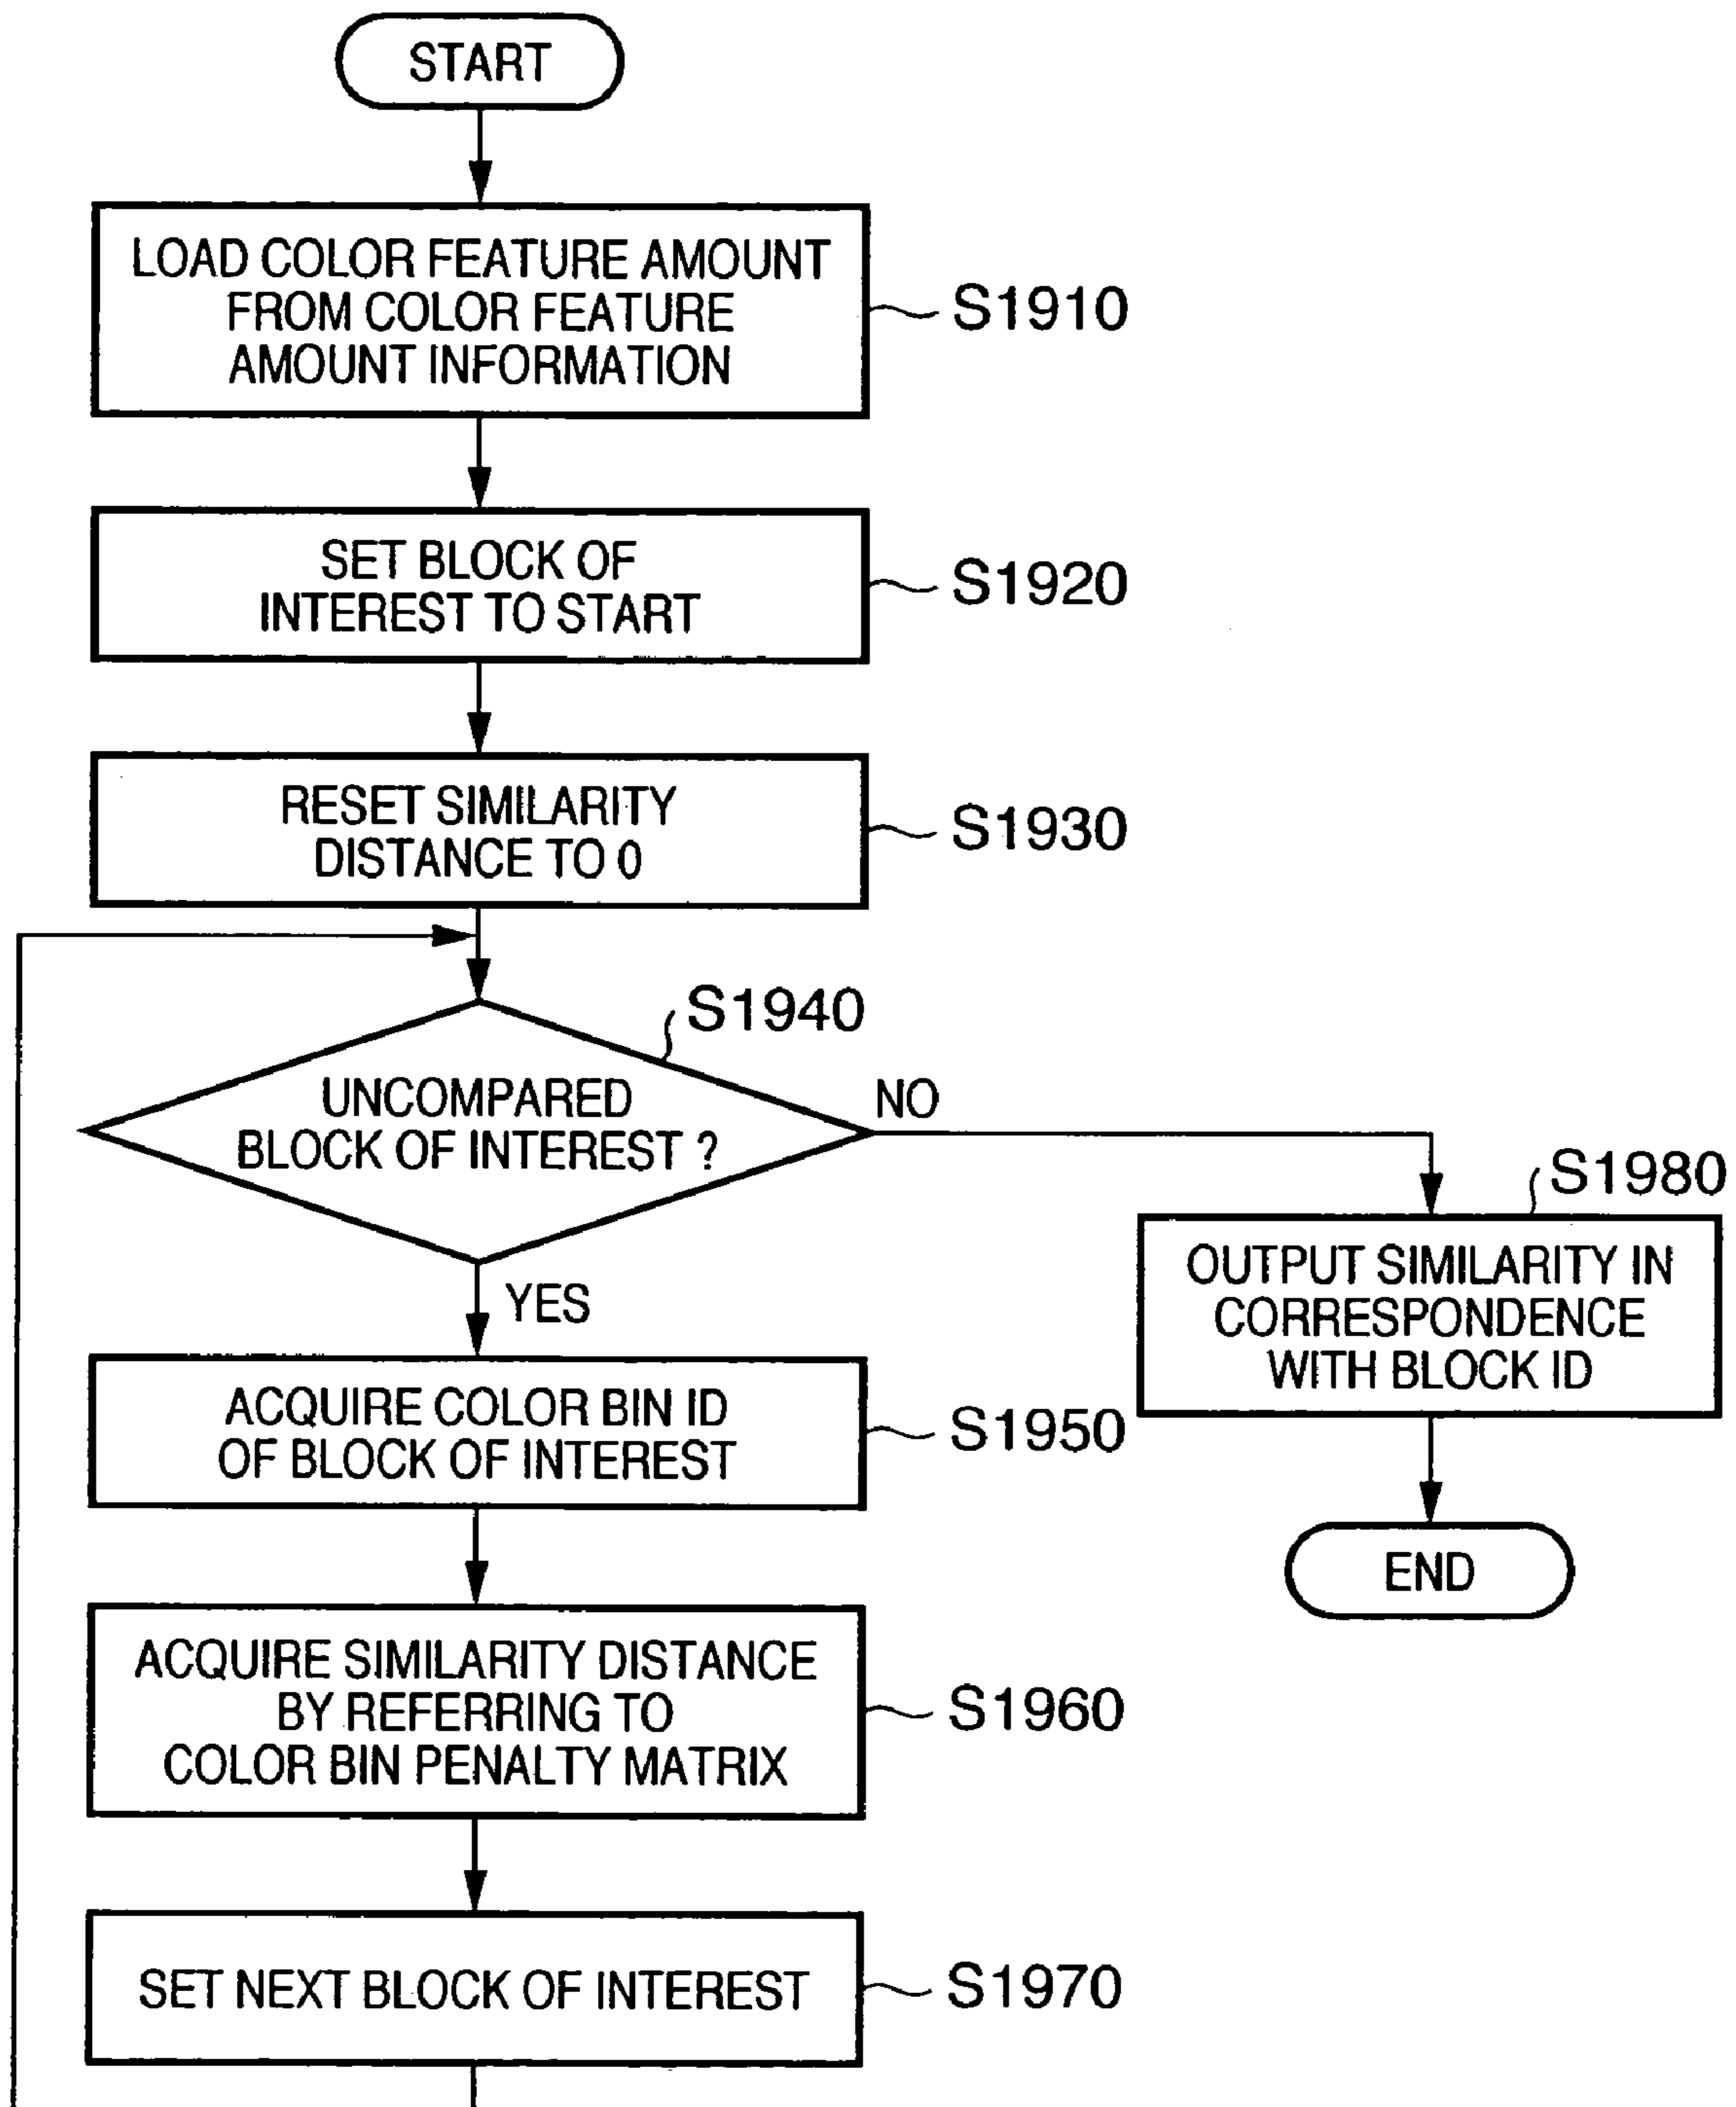 START
LOAD COLOR FEATURE AMOUNT
FROM COLOR FEATURE
AMOUNT INFORMATION
S1910
SET BLOCK OF
INTEREST TO START
S1920
RESET SIMILARITY
DISTANCE TO 0
S1930
S1940
UNCOMPARED
BLOCK OF INTEREST ?
NO
YES
S1980
OUTPUT SIMILARITY IN
CORRESPONDENCE
WITH BLOCK ID
END
ACQUIRE COLOR BIN ID
OF BLOCK OF INTEREST
S1950
ACQUIRE SIMILARITY DISTANCE
BY REFERRING TO
COLOR BIN PENALTY MATRIX
S1960
SET NEXT BLOCK OF INTEREST
S1970